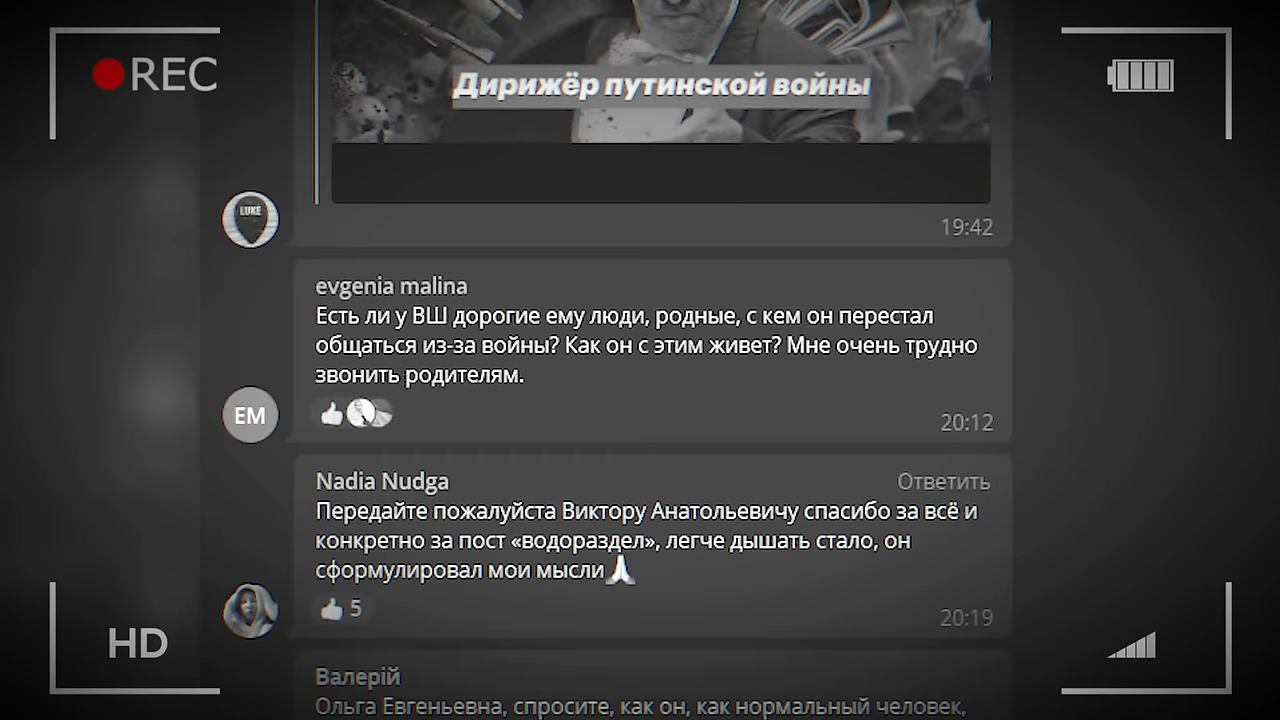 REC
Дирижёр путинской войны
LUKE
19:42
evgenia malina
Есть ли у ВШ дорогие ему люди, родные, с кем он перестал
общаться из-за войны? Как он с этим живет? Мне очень трудно
звонить родителям.
EM
20:12
Nadia Nudga
Ответить
Передайте пожалуйста Виктору Анатольевичу спасибо за всё и
конкретно за пост «водораздел», легче дышать стало, он
сформулировал мои мысли🙏
5
20:19
HD
Валерій
Ольга Евгеньевна, спросите, как он, как нормальный человек,